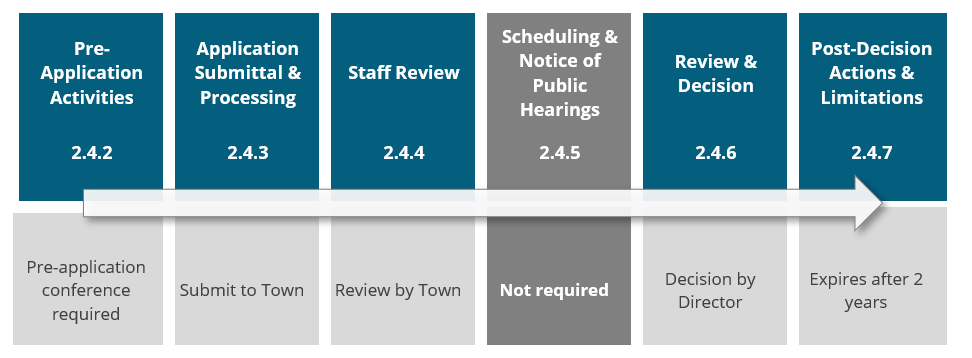 Pre-
Application
Activities
2.4.2
Application
Submittal &
Processing
2.4.3
Staff Review
2.4.4
Scheduling &
Notice of
Public
Hearings
2.4.5
Review &
Decision
2.4.6
Post-Decision
Actions &
Limitations
2.4.7
Pre-application
conference
required
Submit to Town
Review by Town
Not required
Decision by
Director
Expires after 2
years